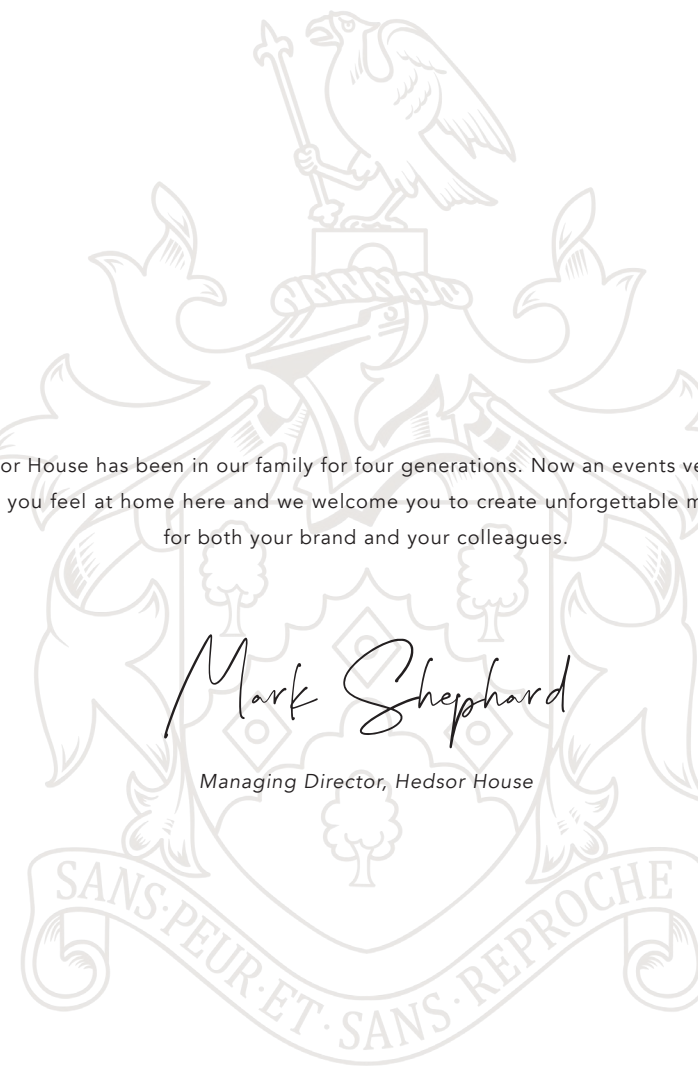 or House has been in our family for four generations. Now an events ve
you feel at home here and we welcome you to create unforgettable m
for both your brand and your colleagues.
Mark Shephard
Managing Director, Hedsor House
SANS·PEUR·ET·SANS·REPROCHE